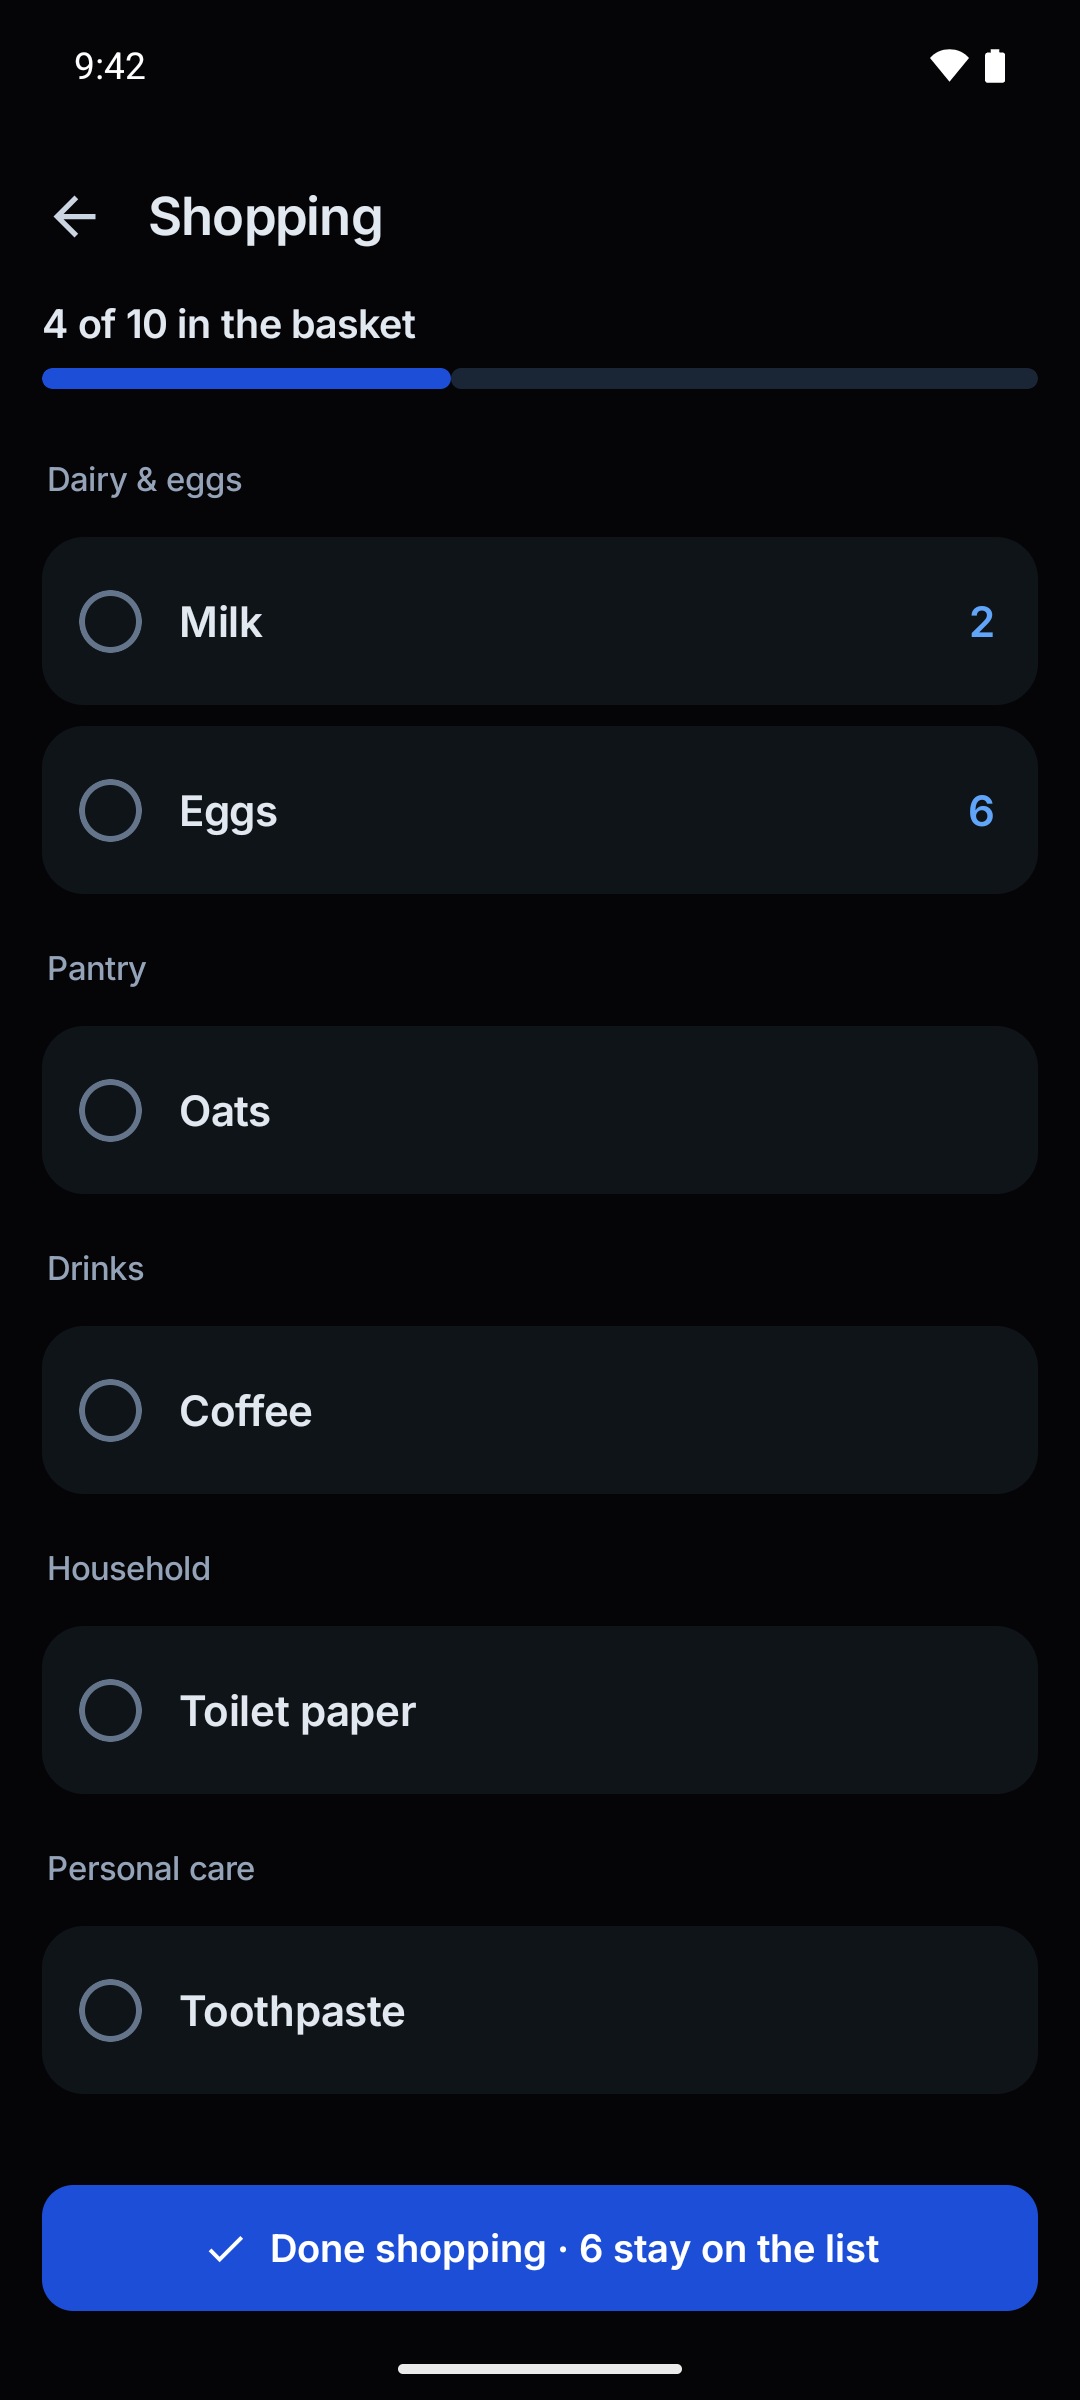 9:42
Shopping
4 of 10 in the basket
Dairy & eggs
Milk 2
Eggs 6
Pantry
Oats
Drinks
Coffee
Household
Toilet paper
Personal care
Toothpaste
Done shopping · 6 stay on the list